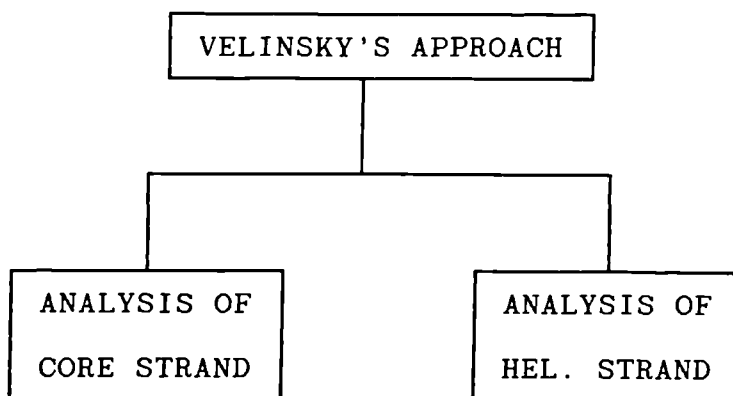 VELINSKY'S APPROACH
ANALYSIS OF
CORE STRAND
ANALYSIS OF
HEL. STRAND